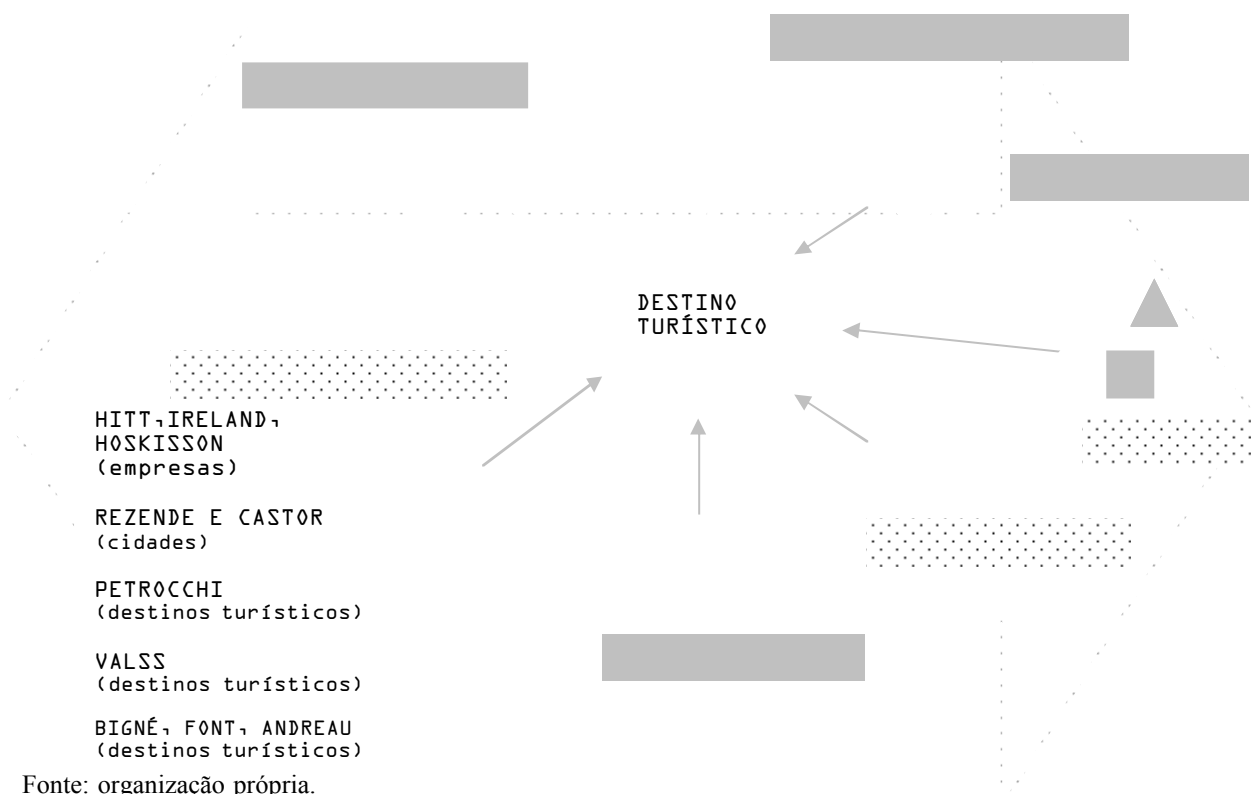 DESTINO
TURÍSTICO
HITT,IRELAND,
HOSKISSON
(empresas)
REZENDE E CASTOR
(cidades)
PETROCCHI
(destinos turísticos)
VALSS
(destinos turísticos)
BIGNÉ, FONT, ANDREAU
(destinos turísticos)
Fonte: organização própria.